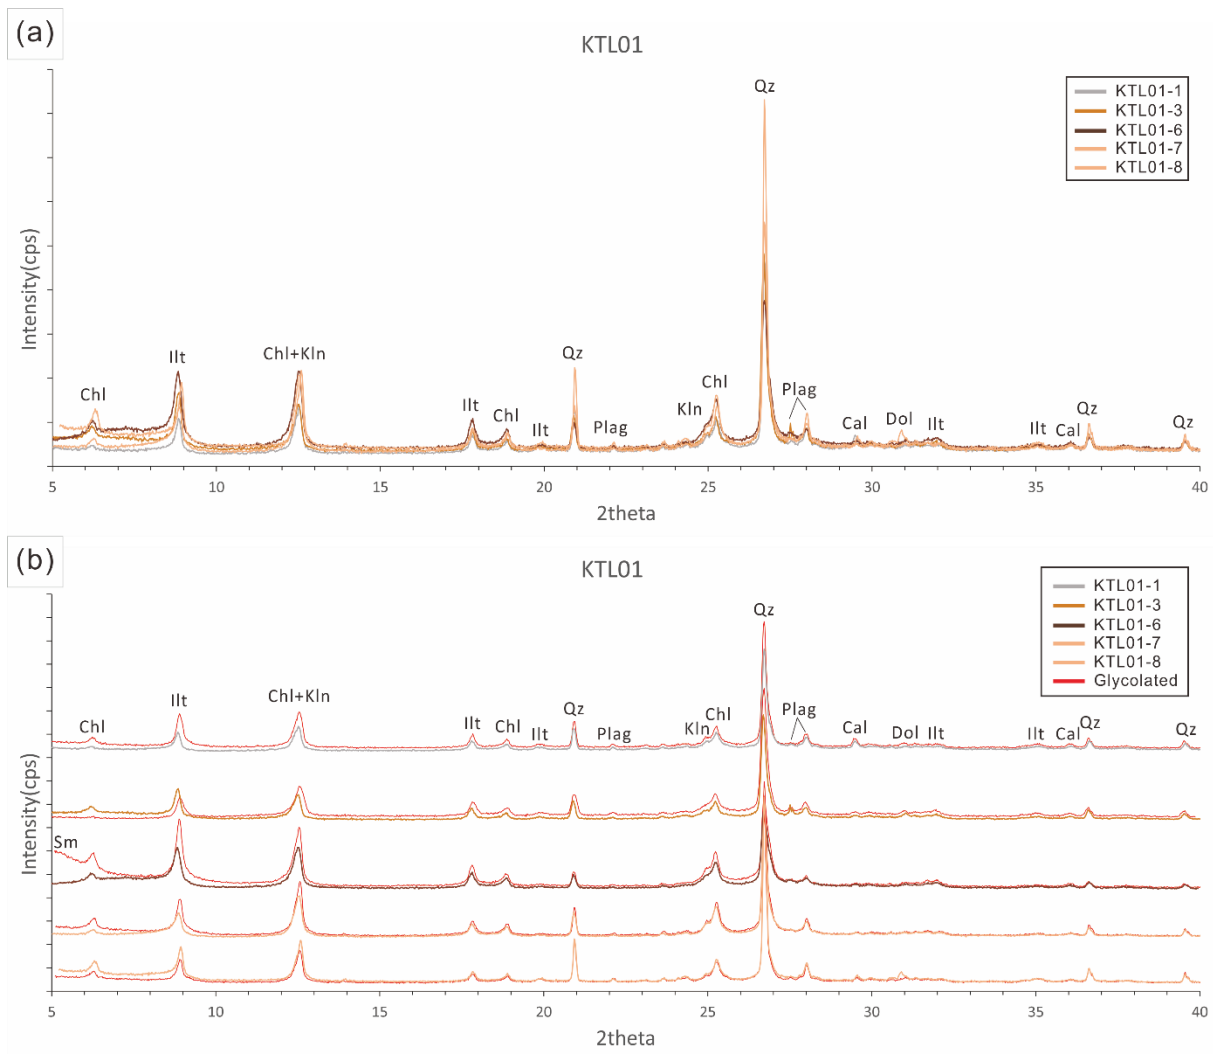 (a)
KTL01
Qz
KTL01-1
KTL01-3
KTL01-6
KTL01-7
KTL01-8
Intensity(cps)
Chl
Ilt
Chl+Kln
Ilt
Chl
Ilt
Qz
Plag
Kln
Chl
Plag
Cal
Dol
Ilt
Ilt
Cal
Qz
Qz
5 10 15 20 25 30 35 40
2theta
(b)
KTL01
Qz
KTL01-1
KTL01-3
KTL01-6
KTL01-7
KTL01-8
Glycolated
Intensity(cps)
Chl
Ilt
Chl+Kln
Ilt
Chl
Ilt
Qz
Plag
Kln
Chl
Plag
Cal
Dol
Ilt
Ilt
Cal
Qz
Qz
Sm
5 10 15 20 25 30 35 40
2theta